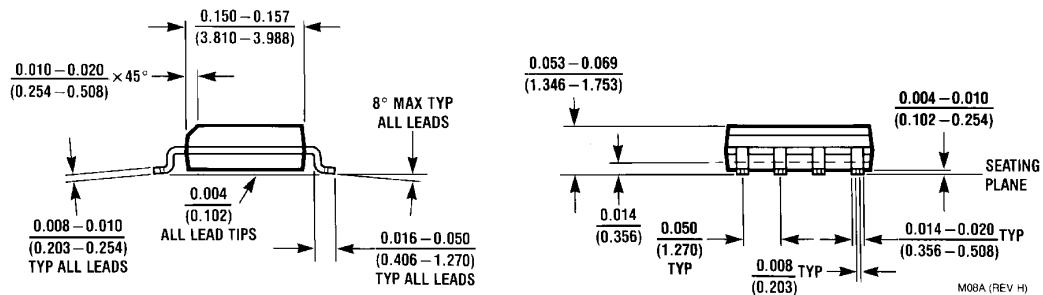 0.150 – 0.157
(3.810 – 3.988)
0.010 – 0.020
(0.254 – 0.508)
× 45°
8° MAX TYP
ALL LEADS
0.008 – 0.010
(0.203 – 0.254)
TYP ALL LEADS
0.004
(0.102)
ALL LEAD TIPS
0.016 – 0.050
(0.406 – 1.270)
TYP ALL LEADS
0.053 – 0.069
(1.346 – 1.753)
0.004 – 0.010
(0.102 – 0.254)
SEATING
PLANE
0.014
(0.356)
0.050
(1.270)
TYP
0.014 – 0.020
(0.356 – 0.508)
TYP
0.008
(0.203)
TYP
M08A (REV H)